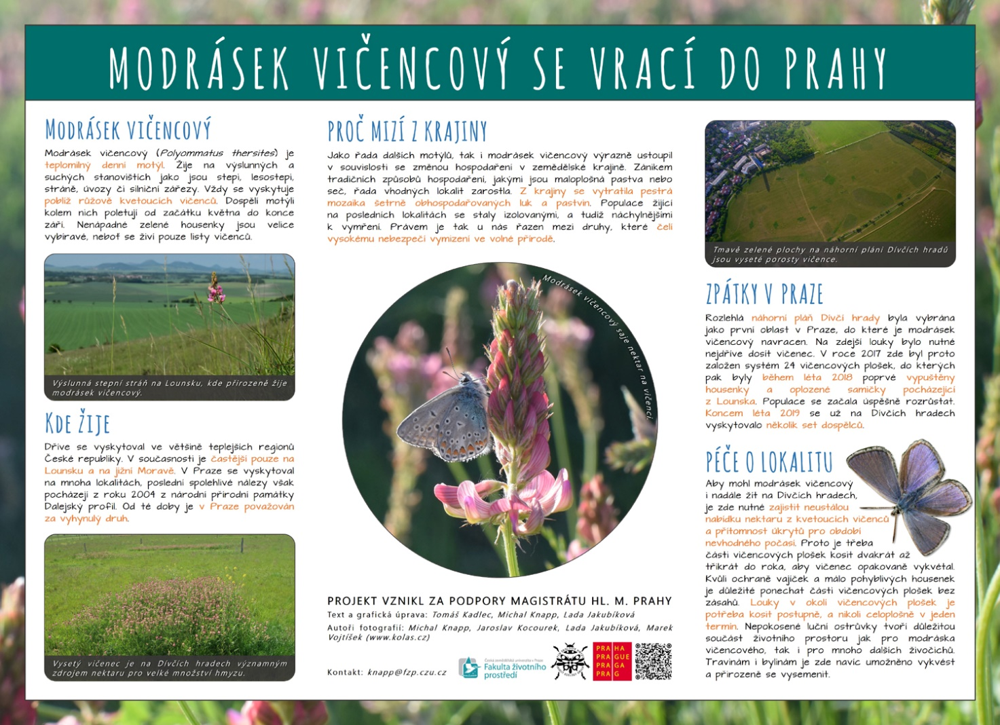 MODRÁSEK VIČENCOVÝ SE VRACÍ DO PRAHY
MODRÁSEK VIČENCOVÝ
Modrásek vičencový (Polyommatus thersites) je
teplomilný denní motýl. Žije na výslunných a
suchých stanovištích jako jsou stepi, lesostepi,
stráně, úvozy či silniční zářezy. Vždy se vyskytuje
poblíž růžově kvetoucích vičenců. Dospělí motýli
kolem nich poletují od začátku května do konce
září. Nenápadné zelené housenky jsou velice
vybíravé, neboť se živí pouze listy vičenců.
Výslunná stepní stráň na Lounsku, kde přirozeně žije
modrásek vičencový.
KDE ŽIJE
Dříve se vyskytoval ve většině teplejších regionů
České republiky. V současnosti je častější pouze na
Lounsku a na jižní Moravě. V Praze se vyskytoval
na mnoha lokalitách, poslední spolehlivé nálezy však
pocházejí z roku 2004 z národní přírodní památky
Dalejský profil. Od té doby je v Praze považován
za vyhynulý druh.
Vysetý vičenec je na Dívčích hradech významným
zdrojem nektaru pro velké množství hmyzu.
PROČ MIZÍ Z KRAJINY
Jako řada dalších motýlů, tak i modrásek vičencový výrazně ustoupil
v souvislosti se změnou hospodaření v zemědělské krajině. Zánikem
tradičních způsobů hospodaření, jakými jsou maloplošná pastva nebo
seč, řada vhodných lokalit zarostla. Z krajiny se vytratila pestrá
mozaika šetrně obhospodařovaných luk a pastvin. Populace žijící
na posledních lokalitách se staly izolovanými, a tudíž náchylnějšími
k vymření. Právem je tak u nás řazen mezi druhy, které čelí
vysokému nebezpečí vymizení ve volné přírodě.
Modrásek vičencový saje nektar na vičenci.
PROJEKT VZNIKL ZA PODPORY MAGISTRÁTU HL. M. PRAHY
Text a grafická úprava: Tomáš Kadlec, Michal Knapp, Lada Jakubíková
Autoři fotografií: Michal Knapp, Jaroslav Kocourek, Lada Jakubíková, Marek
Vojtíšek (www.kolas.cz)
Kontakt: knapp@fzp.czu.cz
Česká zemědělská univerzita v Praze
Fakulta životního
prostředí
PRA HA
PRA GUE
PRA GA
PRA G
Tmavě zelené plochy na náhorní pláni Dívčích hradů
jsou vyseté porosty vičence.
ZPÁTKY V PRAZE
Rozlehlá náhorní pláň Dívčí hrady byla vybrána
jako první oblast v Praze, do které je modrásek
vičencový navracen. Na zdejší louky bylo nutné
nejdříve dosít vičenec. V roce 2017 zde byl proto
založen systém 24 vičencových plošek, do kterých
pak byly během léta 2018 poprvé vypuštěny
housenky a oplozené samičky pocházející
z Lounska. Populace se začala úspěšně rozrůstat.
Koncem léta 2019 se už na Dívčích hradech
vyskytovalo několik set dospělců.
PÉČE O LOKALITU
Aby mohl modrásek vičencový
i nadále žít na Dívčích hradech,
je zde nutné zajistit neustálou
nabídku nektaru z kvetoucích vičenců
a přítomnost úkrytů pro období
nevhodného počasí. Proto je třeba
části vičencových plošek kosit dvakrát až
třikrát do roka, aby vičenec opakovaně vykvétal.
Kvůli ochraně vajíček a málo pohyblivých housenek
je důležité ponechat části vičencových plošek bez
zásahů. Louky v okolí vičencových plošek je
potřeba kosit postupně, a nikoli celoplošně v jeden
termín. Nepokosené luční ostrůvky tvoří důležitou
součást životního prostoru jak pro modráska
vičencového, tak i pro mnoho dalších živočichů.
Travinám i bylinám je zde navíc umožněno vykvést
a přirozeně se vysemenit.